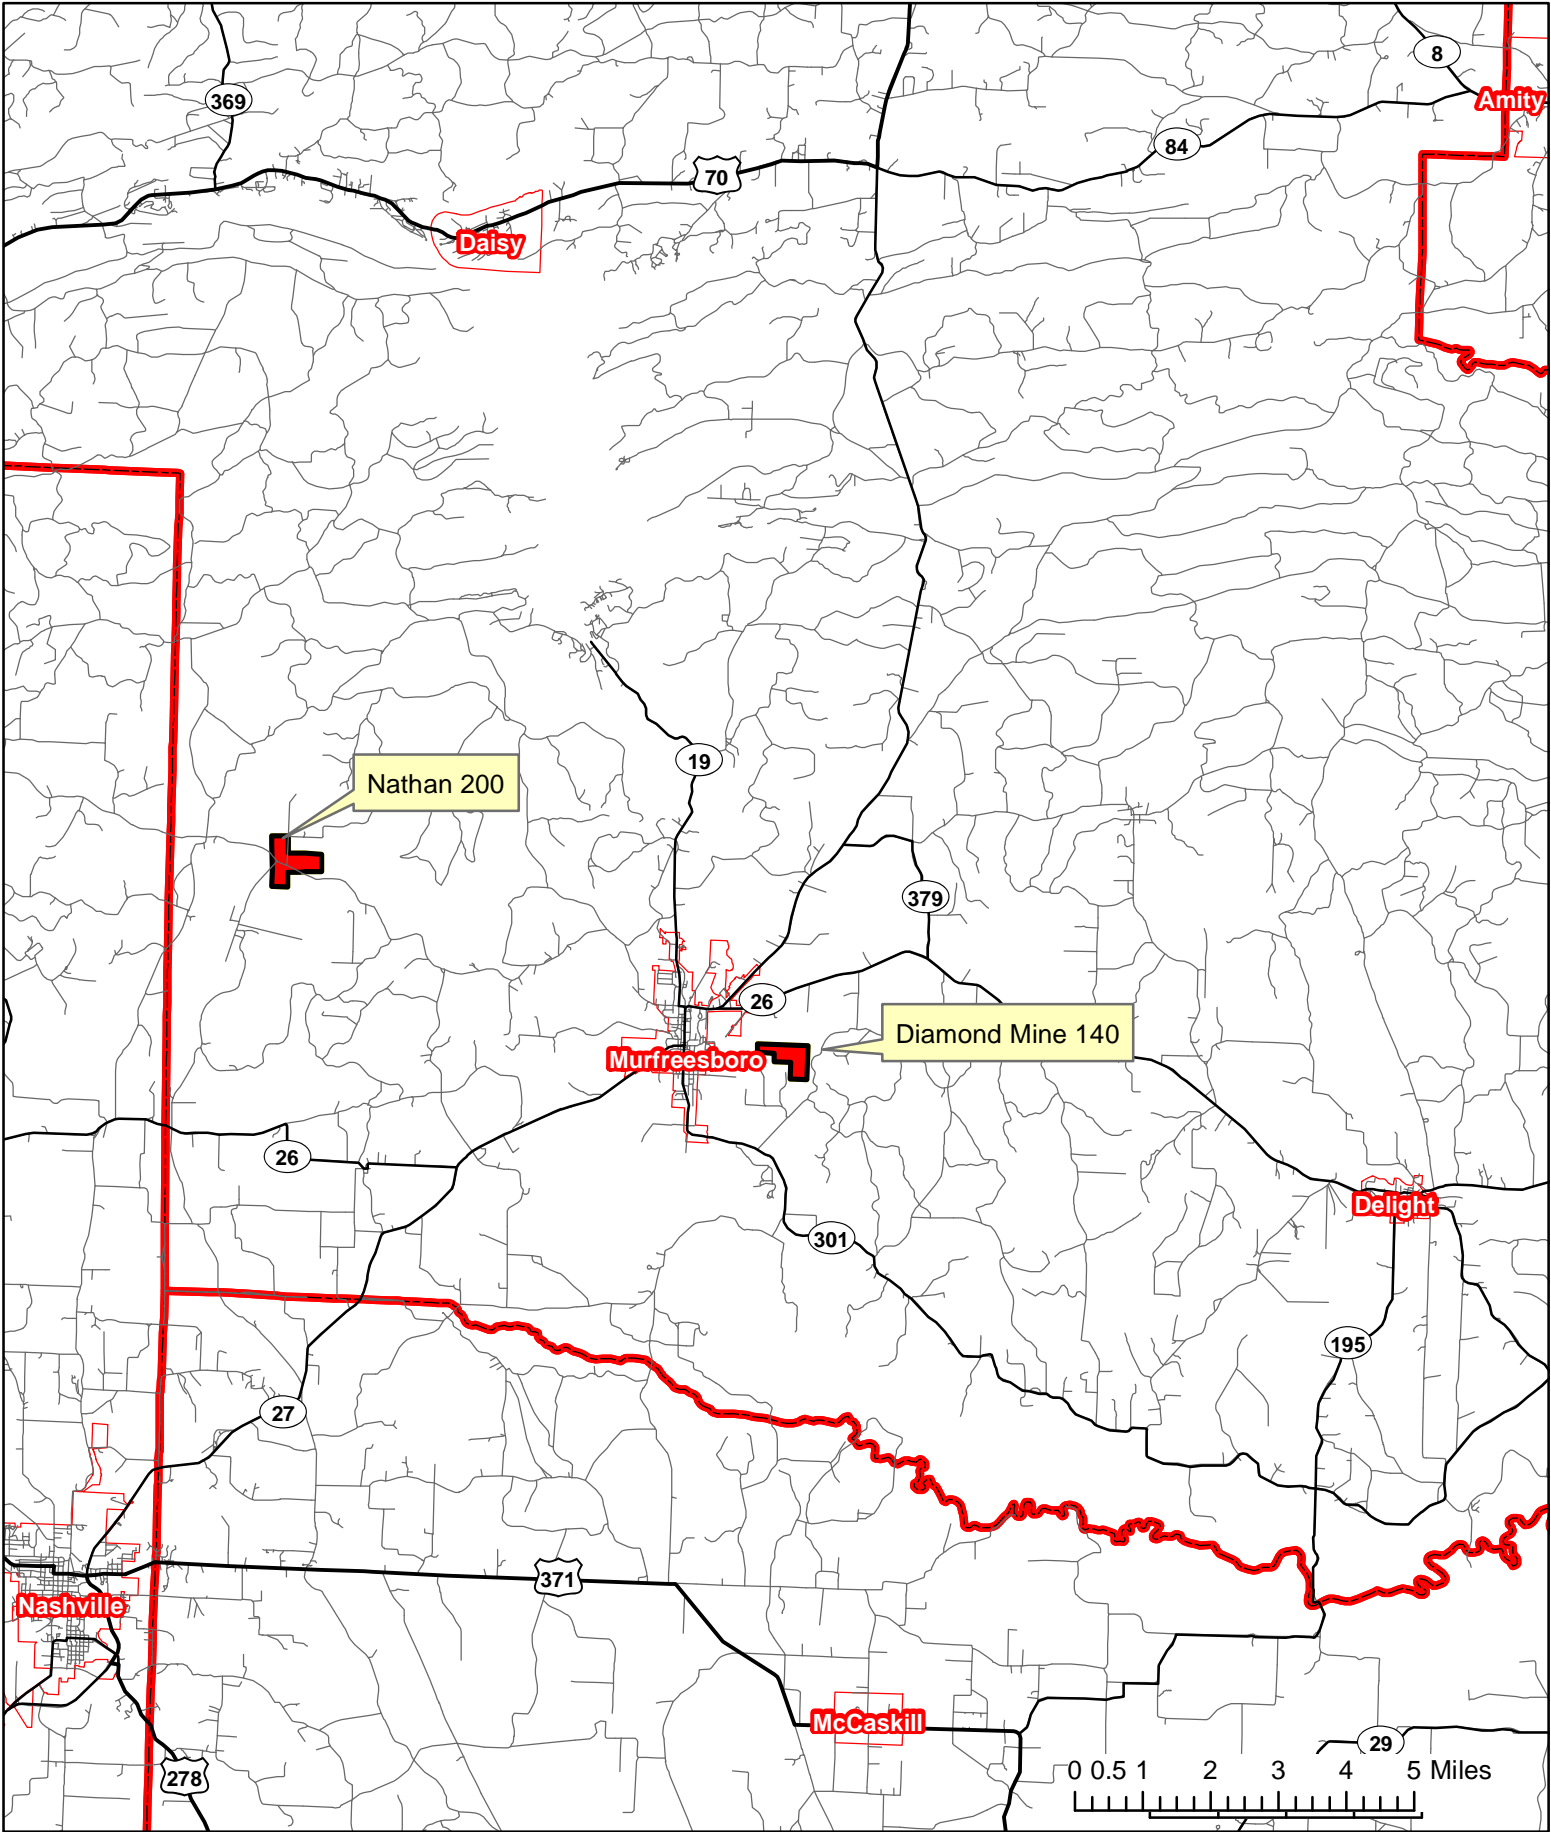 8
369
Amity
84
70
Daisy
Nathan 200
19
379
26
Diamond Mine 140
Murfreesboro
26
Delight
301
195
27
371
Nashville
McCaskill
29
278
0 0.5 1 2 3 4 5 Miles